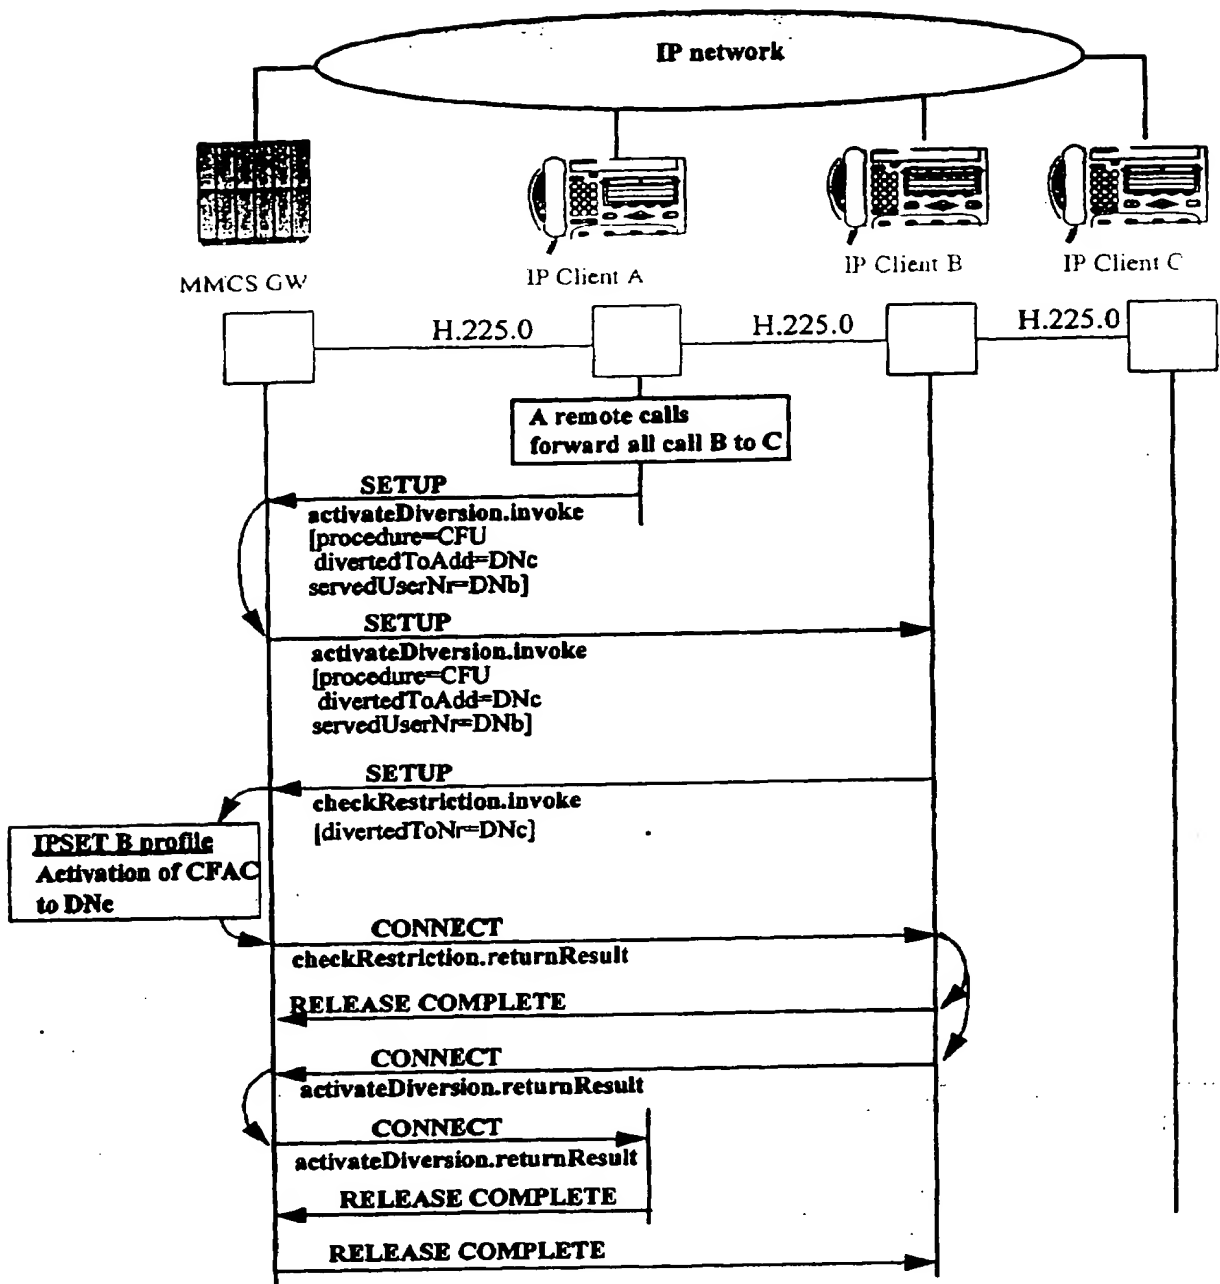 IP network
MMCS GW
IP Client A
IP Client B
IP Client C
H.225.0
H.225.0
H.225.0
A remote calls
forward all call B to C
SETUP
activateDiversion.invoke
[procedure=CFU
divertedToAdd=DNc
servedUserNr=DNb]
SETUP
activateDiversion.invoke
[procedure=CFU
divertedToAdd=DNc
servedUserNr=DNb]
SETUP
checkRestriction.invoke
[divertedToNr=DNc]
IPSET B profile
Activation of CFAC
to DNc
CONNECT
checkRestriction.returnResult
RELEASE COMPLETE
CONNECT
activateDiversion.returnResult
CONNECT
activateDiversion.returnResult
RELEASE COMPLETE
RELEASE COMPLETE